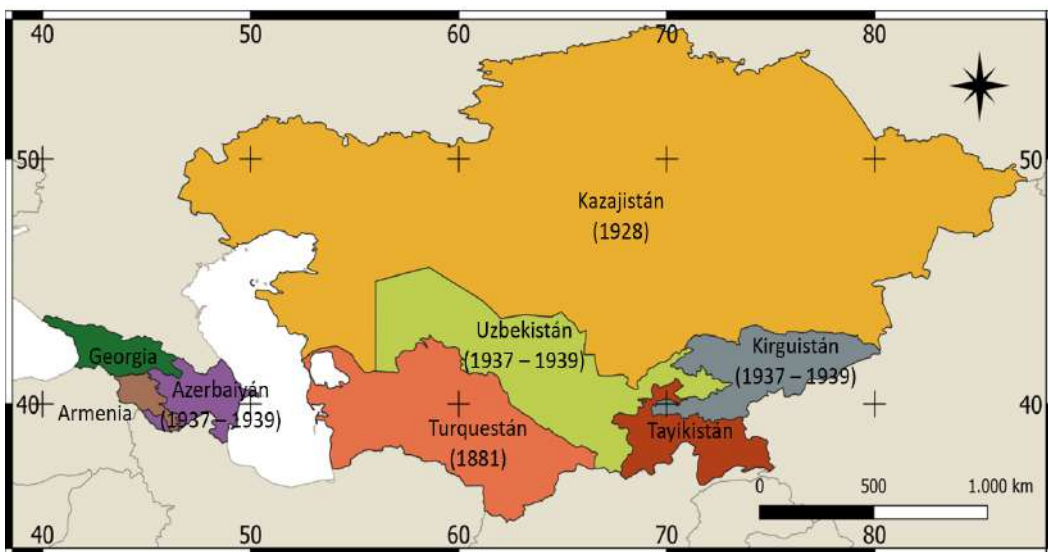 40 50 60 70 80
50 50
Kazajistán
(1928)
Uzbekistán
(1937 – 1939)
Kirguistán
(1937 – 1939)
Georgia
Azerbaiyán
(1937 – 1939)
Armenia
40
Turquestán
(1881)
Tayikistán
0 500 1.000 km
40 50 60 70 80